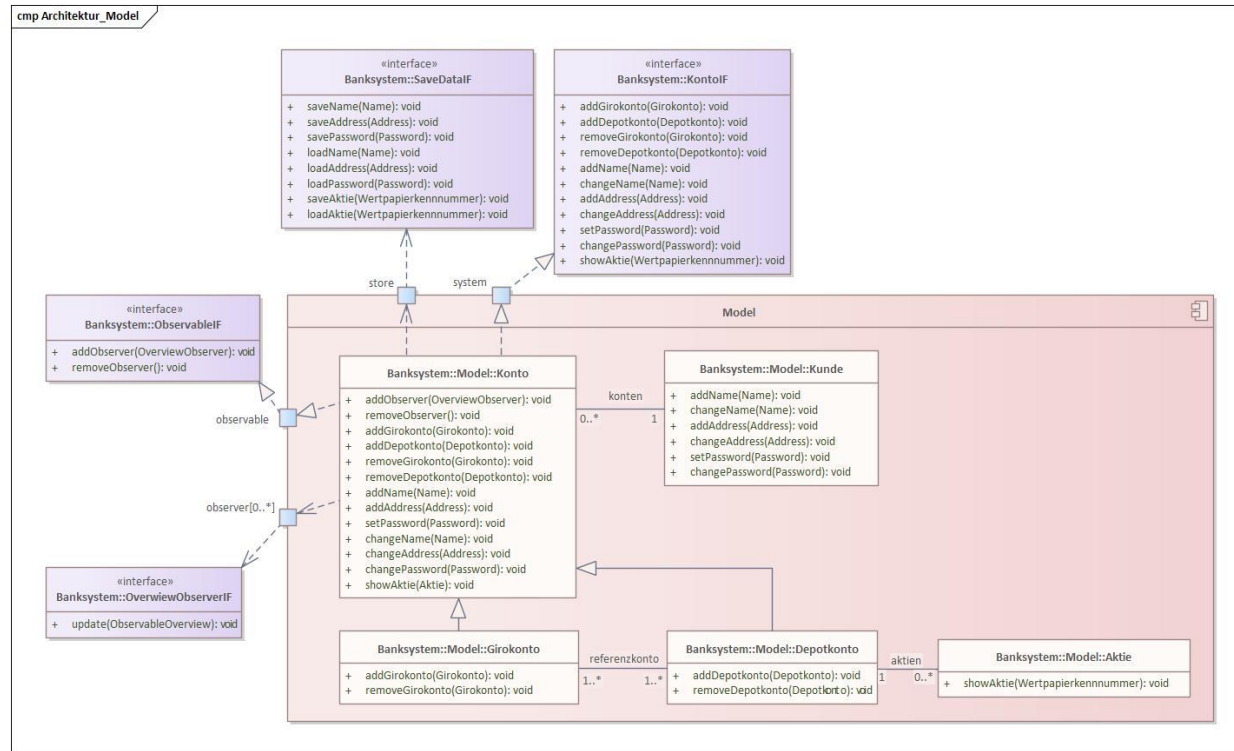 cmp Architektur_Model
«interface»
Banksystem::SaveDataIF
+ saveName(Name): void
+ saveAddress(Address): void
+ savePassword(Password): void
+ loadName(Name): void
+ loadAddress(Address): void
+ loadPassword(Password): void
+ saveAktie(Wertpapierkennnummer): void
+ loadAktie(Wertpapierkennnummer): void
«interface»
Banksystem::KontoIF
+ addGirokonto(Girokonto): void
+ addDepotkonto(Depotkonto): void
+ removeGirokonto(Girokonto): void
+ removeDepotkonto(Depotkonto): void
+ addName(Name): void
+ changeName(Name): void
+ addAddress(Address): void
+ changeAddress(Address): void
+ setPassword(Password): void
+ changePassword(Password): void
+ showAktie(Wertpapierkennnummer): void
store
system
«interface»
Banksystem::ObservableIF
+ addObserver(OverviewObserver): void
+ removeObserver(): void
observable
observer[0..*]
«interface»
Banksystem::OverwiewObserverIF
+ update(ObservableOverview): void
Model
Banksystem::Model::Konto
+ addObserver(OverviewObserver): void
+ removeObserver(): void
+ addGirokonto(Girokonto): void
+ addDepotkonto(Depotkonto): void
+ removeGirokonto(Girokonto): void
+ removeDepotkonto(Depotkonto): void
+ addName(Name): void
+ addAddress(Address): void
+ setPassword(Password): void
+ changeName(Name): void
+ changeAddress(Address): void
+ changePassword(Password): void
+ showAktie(Aktie): void
konten
0..*
1
Banksystem::Model::Kunde
+ addName(Name): void
+ changeName(Name): void
+ addAddress(Address): void
+ changeAddress(Address): void
+ setPassword(Password): void
+ changePassword(Password): void
Banksystem::Model::Girokonto
+ addGirokonto(Girokonto): void
+ removeGirokonto(Girokonto): void
referenzkonto
1..*
1..*
Banksystem::Model::Depotkonto
+ addDepotkonto(Depotkonto): void
+ removeDepotkonto(Depotkonto): void
aktien
1
0..*
Banksystem::Model::Aktie
+ showAktie(Wertpapierkennnummer): void